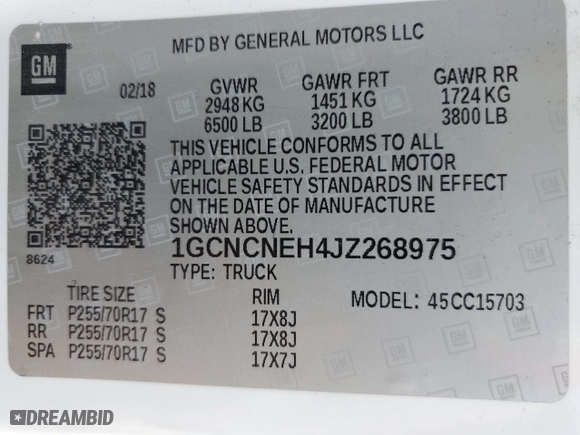 GM
MFD BY GENERAL MOTORS LLC
02/18 GVWR GAWR FRT GAWR RR
2948 KG 1451 KG 1724 KG
6500 LB 3200 LB 3800 LB
THIS VEHICLE CONFORMS TO ALL
APPLICABLE U.S. FEDERAL MOTOR
VEHICLE SAFETY STANDARDS IN EFFECT
ON THE DATE OF MANUFACTURE
SHOWN ABOVE.
8624 1GCNCNEH4JZ268975
TYPE: TRUCK
TIRE SIZE RIM MODEL: 45CC15703
FRT P255/70R17 S 17X8J
RR P255/70R17 S 17X8J
SPA P255/70R17 S 17X7J
DREAMBID